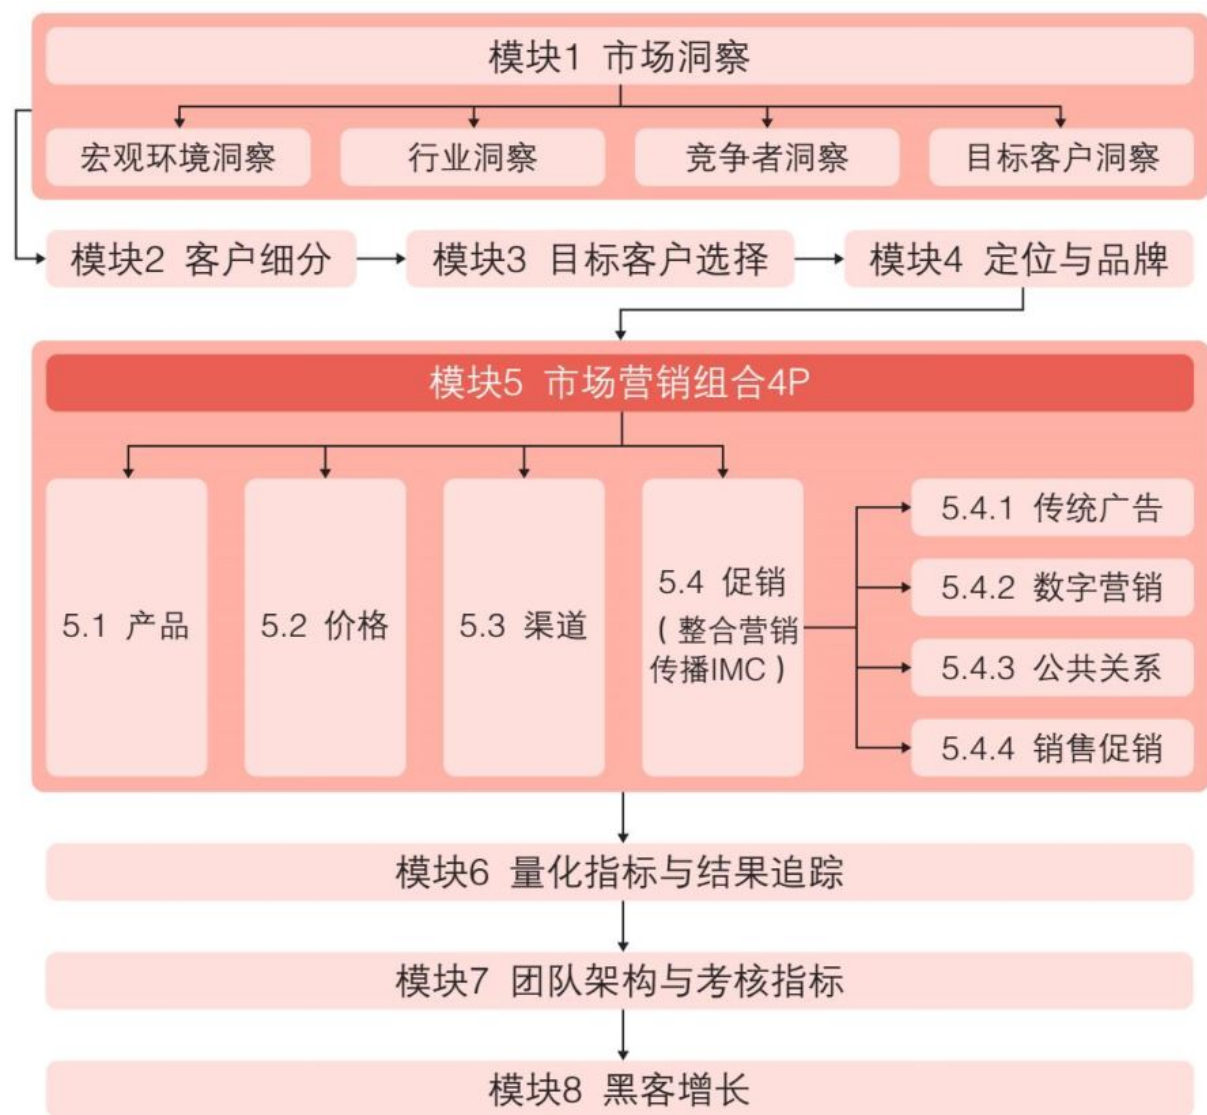 模块1 市场洞察
宏观环境洞察
行业洞察
竞争者洞察
目标客户洞察
模块2 客户细分
模块3 目标客户选择
模块4 定位与品牌
模块5 市场营销组合4P
5.1 产品
5.2 价格
5.3 渠道
5.4 促销
（整合营销
传播IMC）
5.4.1 传统广告
5.4.2 数字营销
5.4.3 公共关系
5.4.4 销售促销
模块6 量化指标与结果追踪
模块7 团队架构与考核指标
模块8 黑客增长